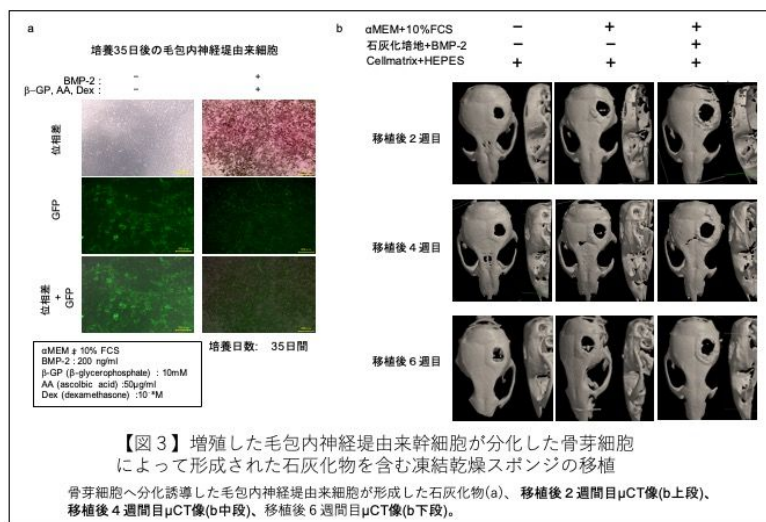 a
培養35日後の毛包内神経堤由来細胞
BMP-2 : － ＋
β-GP, AA, Dex : － ＋
位相差
GFP
位相差
+
GFP
培養日数: 35日間
αMEM + 10% FCS
BMP-2 : 200 ng/ml
β-GP (β-glycerophosphate) : 10mM
AA (ascolbic acid) :50μg/ml
Dex (dexamethasone) :10⁻⁸M
b
αMEM+10%FCS － ＋ ＋
石灰化培地+BMP-2 － － ＋
Cellmatrix+HEPES ＋ ＋ ＋
移植後２週目
移植後４週目
移植後６週目
【図３】増殖した毛包内神経堤由来幹細胞が分化した骨芽細胞
によって形成された石灰化物を含む凍結乾燥スポンジの移植
骨芽細胞へ分化誘導した毛包内神経堤由来細胞が形成した石灰化物(a)、移植後２週間目μCT像(b上段)、
移植後４週間目μCT像(b中段)、移植後６週間目μCT像(b下段)。